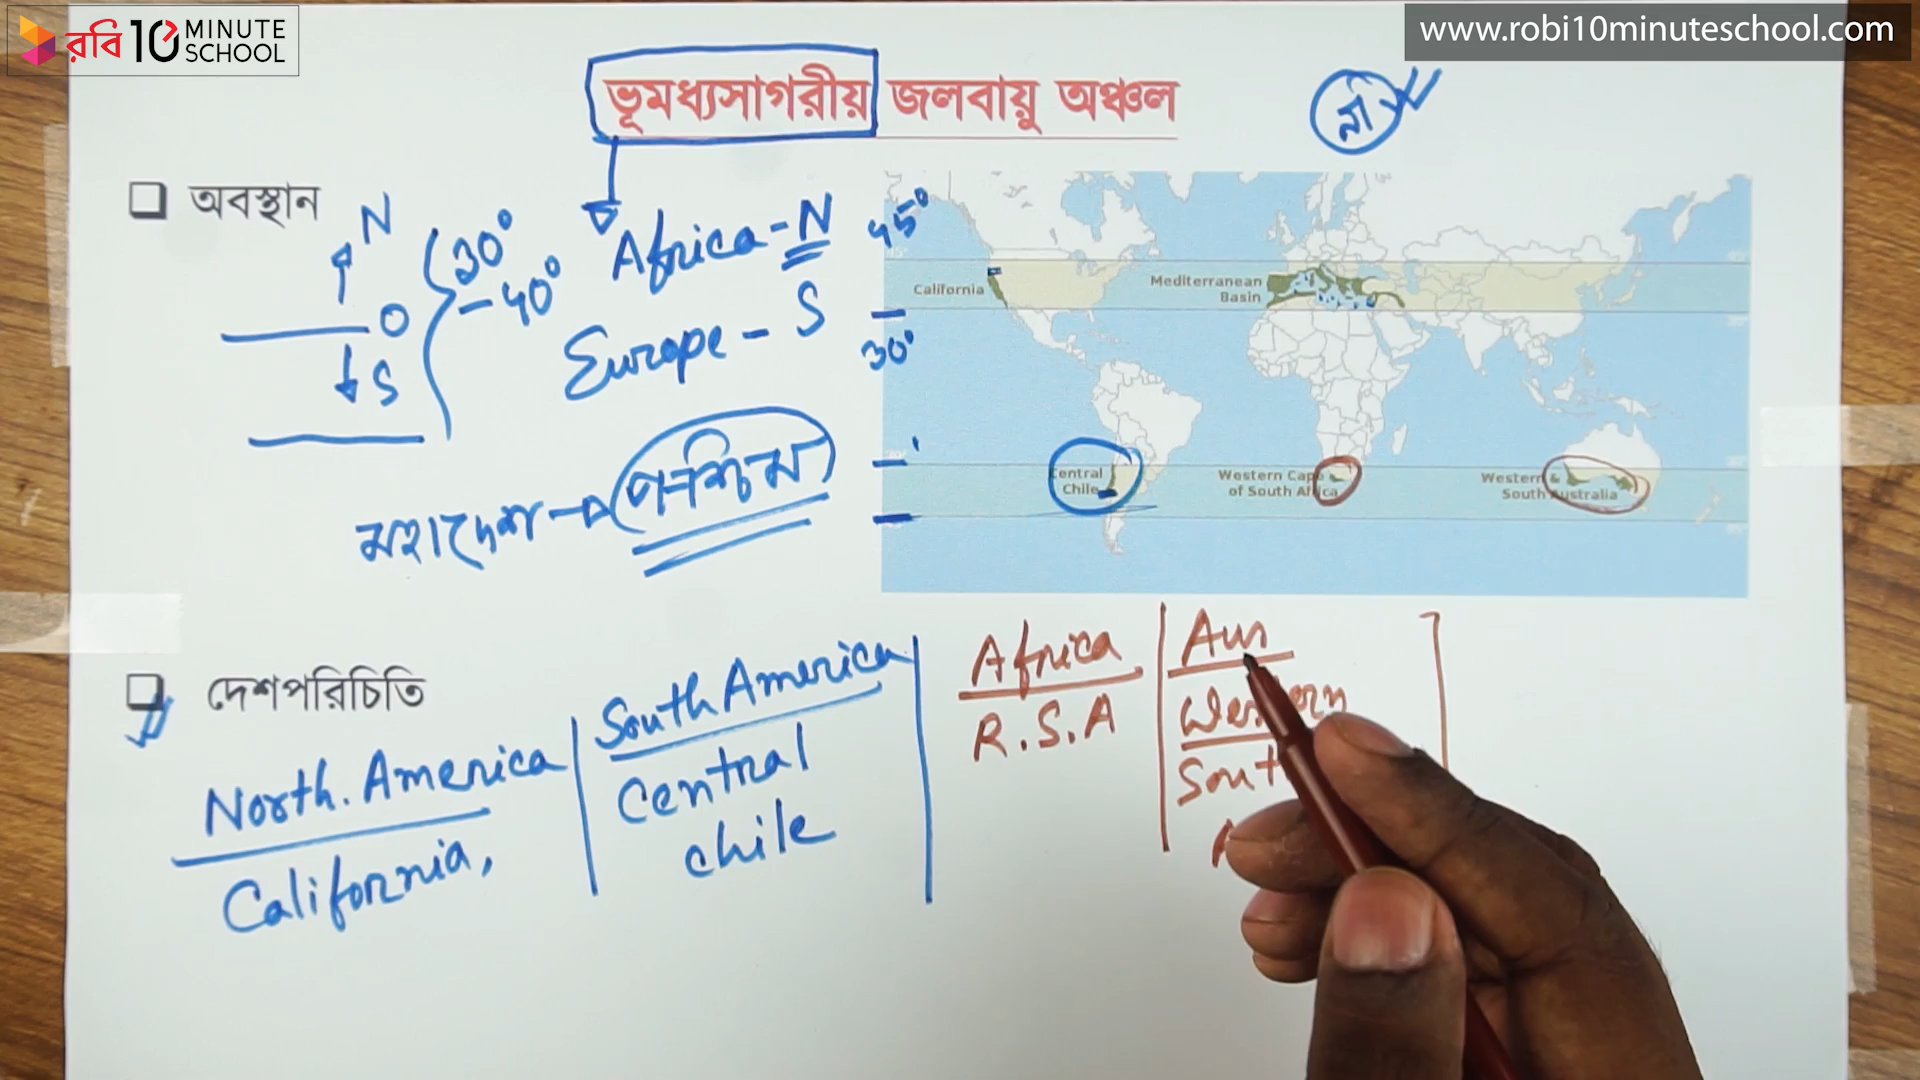 রবি 10 MINUTE SCHOOL
www.robi10minuteschool.com
ভূমধ্যসাগরীয় জলবায়ু অঞ্চল
অবস্থান
N
O
S
30°
- 40°
Africa - N
Europe - S
মহাদেশ → পশ্চিম
45°
30°
California
Mediterranean
Basin
Central
Chile
Western Cape
of South Africa
Western &
South Australia
দেশপরিচিতি
North. America
California,
South America
Central
chile
Africa
R.S.A
Aus
Western